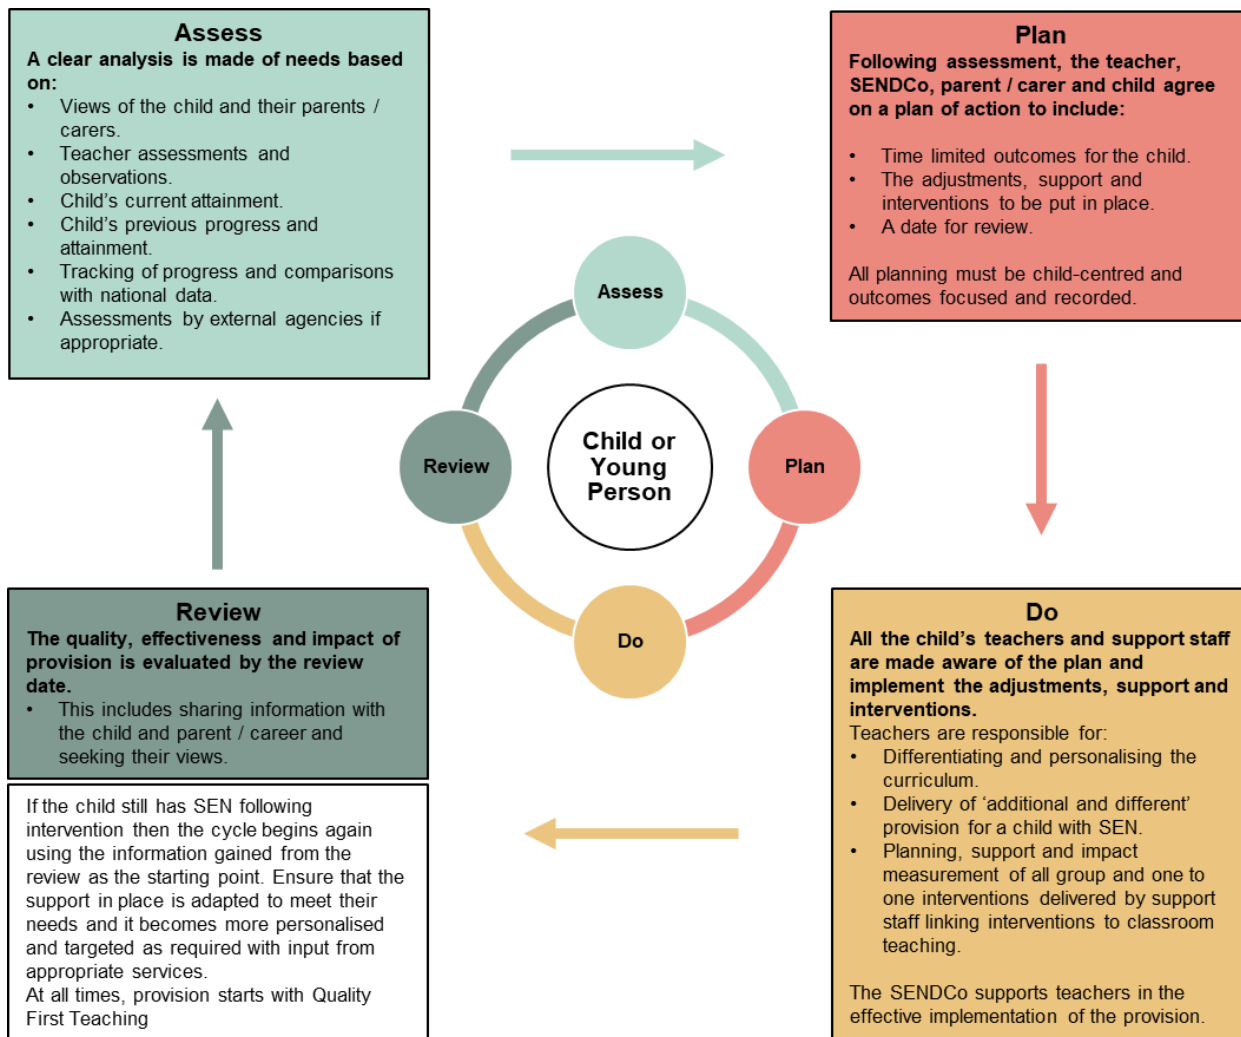 Assess
A clear analysis is made of needs based
on:
• Views of the child and their parents /
carers.
• Teacher assessments and
observations.
• Child's current attainment.
• Child's previous progress and
attainment.
• Tracking of progress and comparisons
with national data.
• Assessments by external agencies if
appropriate.
Plan
Following assessment, the teacher,
SENDCo, parent / carer and child agree
on a plan of action to include:
• Time limited outcomes for the child.
• The adjustments, support and
interventions to be put in place.
• A date for review.
All planning must be child-centred and
outcomes focused and recorded.
Assess
Review
Child or
Young
Person
Plan
Do
Review
The quality, effectiveness and impact of
provision is evaluated by the review
date.
• This includes sharing information with
the child and parent / career and
seeking their views.
If the child still has SEN following
intervention then the cycle begins again
using the information gained from the
review as the starting point. Ensure that the
support in place is adapted to meet their
needs and it becomes more personalised
and targeted as required with input from
appropriate services.
At all times, provision starts with Quality
First Teaching
Do
All the child's teachers and support staff
are made aware of the plan and
implement the adjustments, support and
interventions.
Teachers are responsible for:
• Differentiating and personalising the
curriculum.
• Delivery of 'additional and different'
provision for a child with SEN.
• Planning, support and impact
measurement of all group and one to
one interventions delivered by support
staff linking interventions to classroom
teaching.
The SENDCo supports teachers in the
effective implementation of the provision.